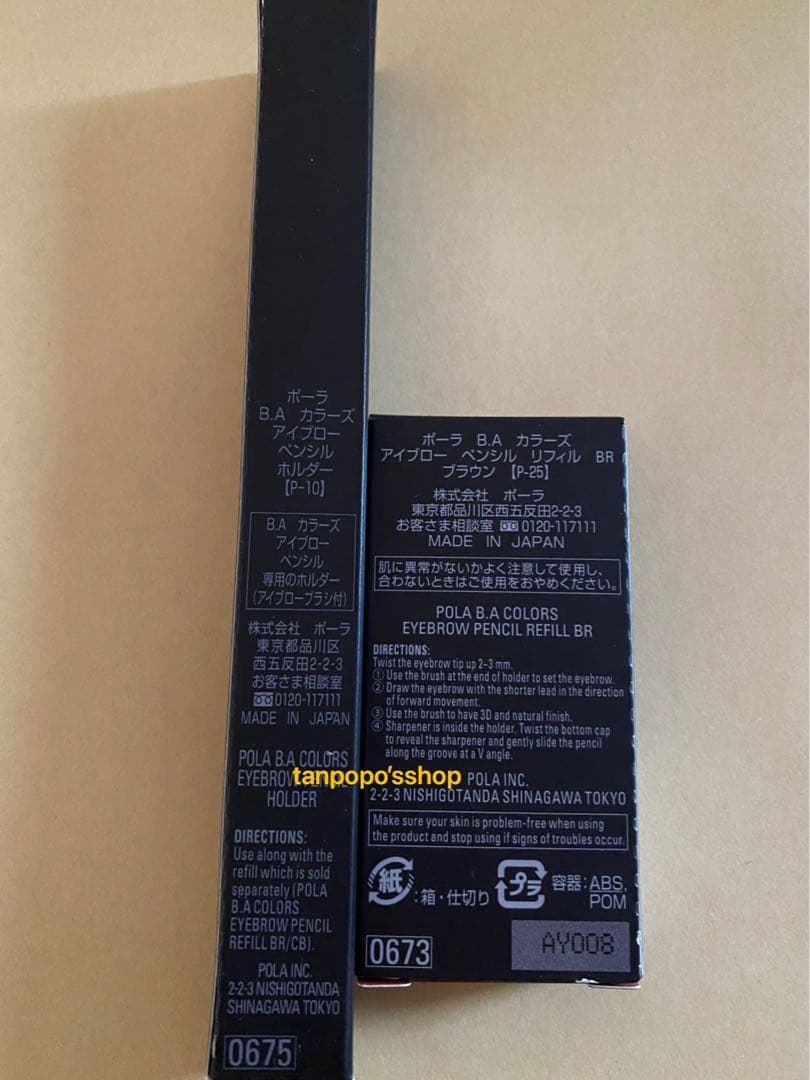 ポーラ
B.A カラーズ
アイブロー
ペンシル
ホルダー
【P-10】
B.A カラーズ
アイブロー
ペンシル
専用のホルダー
(アイブローブラシ付)
株式会社 ポーラ
東京都品川区
西五反田2-2-3
お客さま相談室
0120-117111
MADE IN JAPAN
POLA B.A COLORS
EYEBROW
HOLDER
DIRECTIONS:
Use along with the
refill which is sold
separately (POLA
B.A COLORS
EYEBROW PENCIL
REFILL BR/CB).
POLA INC.
2-2-3 NISHIGOTANDA
SHINAGAWA TOKYO
0675
tanpopo'sshop
ポーラ B.A カラーズ
アイブロー ペンシル リフィル BR
ブラウン 【P-25】
株式会社 ポーラ
東京都品川区西五反田2-2-3
お客さま相談室 0120-117111
MADE IN JAPAN
肌に異常がないかよく注意して使用し、
合わないときはご使用をおやめください。
POLA B.A COLORS
EYEBROW PENCIL REFILL BR
DIRECTIONS:
Twist the eyebrow tip up 2-3 mm.
① Use the brush at the end of holder to set the eyebrow.
② Draw the eyebrow with the shorter lead in the direction
of forward movement.
③ Use the brush to have 3D and natural finish.
④ Sharpener is inside the holder. Twist the bottom cap
to reveal the sharpener and gently slide the pencil
along the groove at a V angle.
POLA INC.
2-2-3 NISHIGOTANDA SHINAGAWA TOKYO
Make sure your skin is problem-free when using
the product and stop using if signs of troubles occur.
紙 :箱・仕切り プラ 容器:ABS,
POM
0673
AY008